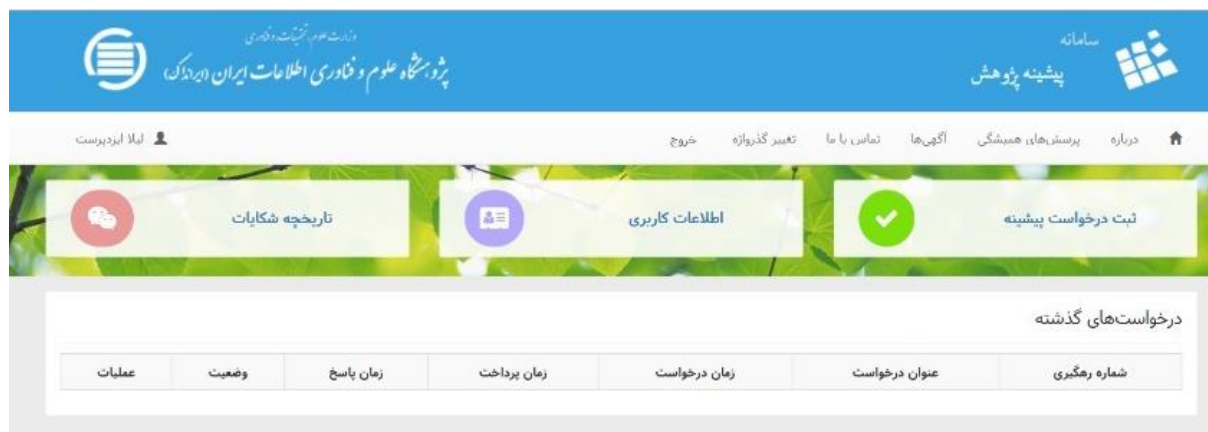 سامانه
پیشینه پژوهش
وزارت علوم، تحقیقات و فناوری
پژوهشگاه علوم و فناوری اطلاعات ایران (ایرانداک)
درباره پرسش‌های همیشگی آگهی‌ها تماس با ما تغییر گذرواژه خروج لیلا ایزدپرست
ثبت درخواست پیشینه اطلاعات کاربری تاریخچه شکایات
درخواست‌های گذشته
شماره رهگیری عنوان درخواست زمان درخواست زمان پرداخت زمان پاسخ وضعیت عملیات